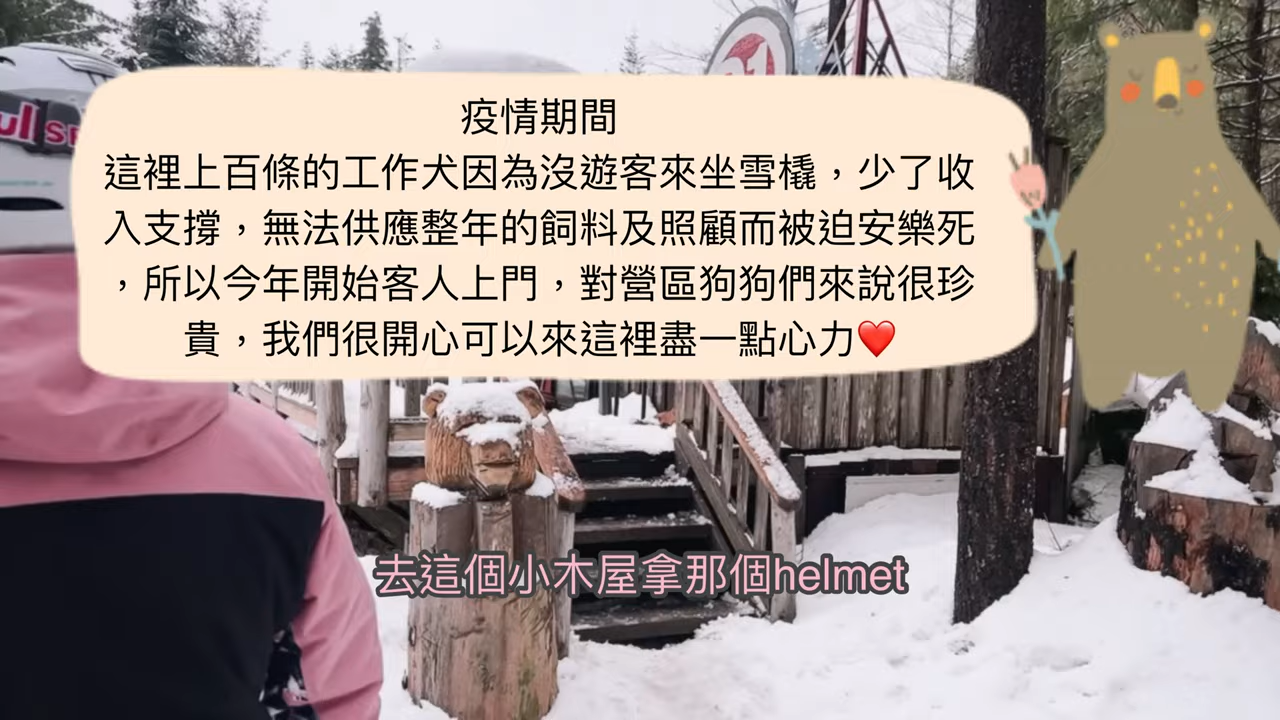 疫情期間
這裡上百條的工作犬因為沒遊客來坐雪橇，少了收
入支撐，無法供應整年的飼料及照顧而被迫安樂死
，所以今年開始客人上門，對營區狗狗們來說很珍
貴，我們很開心可以來這裡盡一點心力❤️
去這個小木屋拿那個helmet